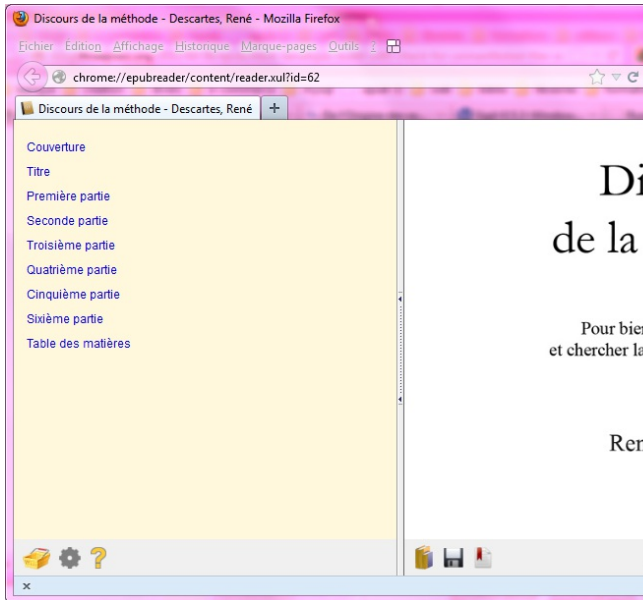 Discours de la méthode - Descartes, René - Mozilla Firefox
Fichier Edition Affichage Historique Marque-pages Outils ?
chrome://epubreader/content/reader.xul?id=62
Discours de la méthode - Descartes, René
Couverture
Titre
Première partie
Seconde partie
Troisième partie
Quatrième partie
Cinquième partie
Sixième partie
Table des matières
Di
de la
Pour bie
et chercher la
Ren